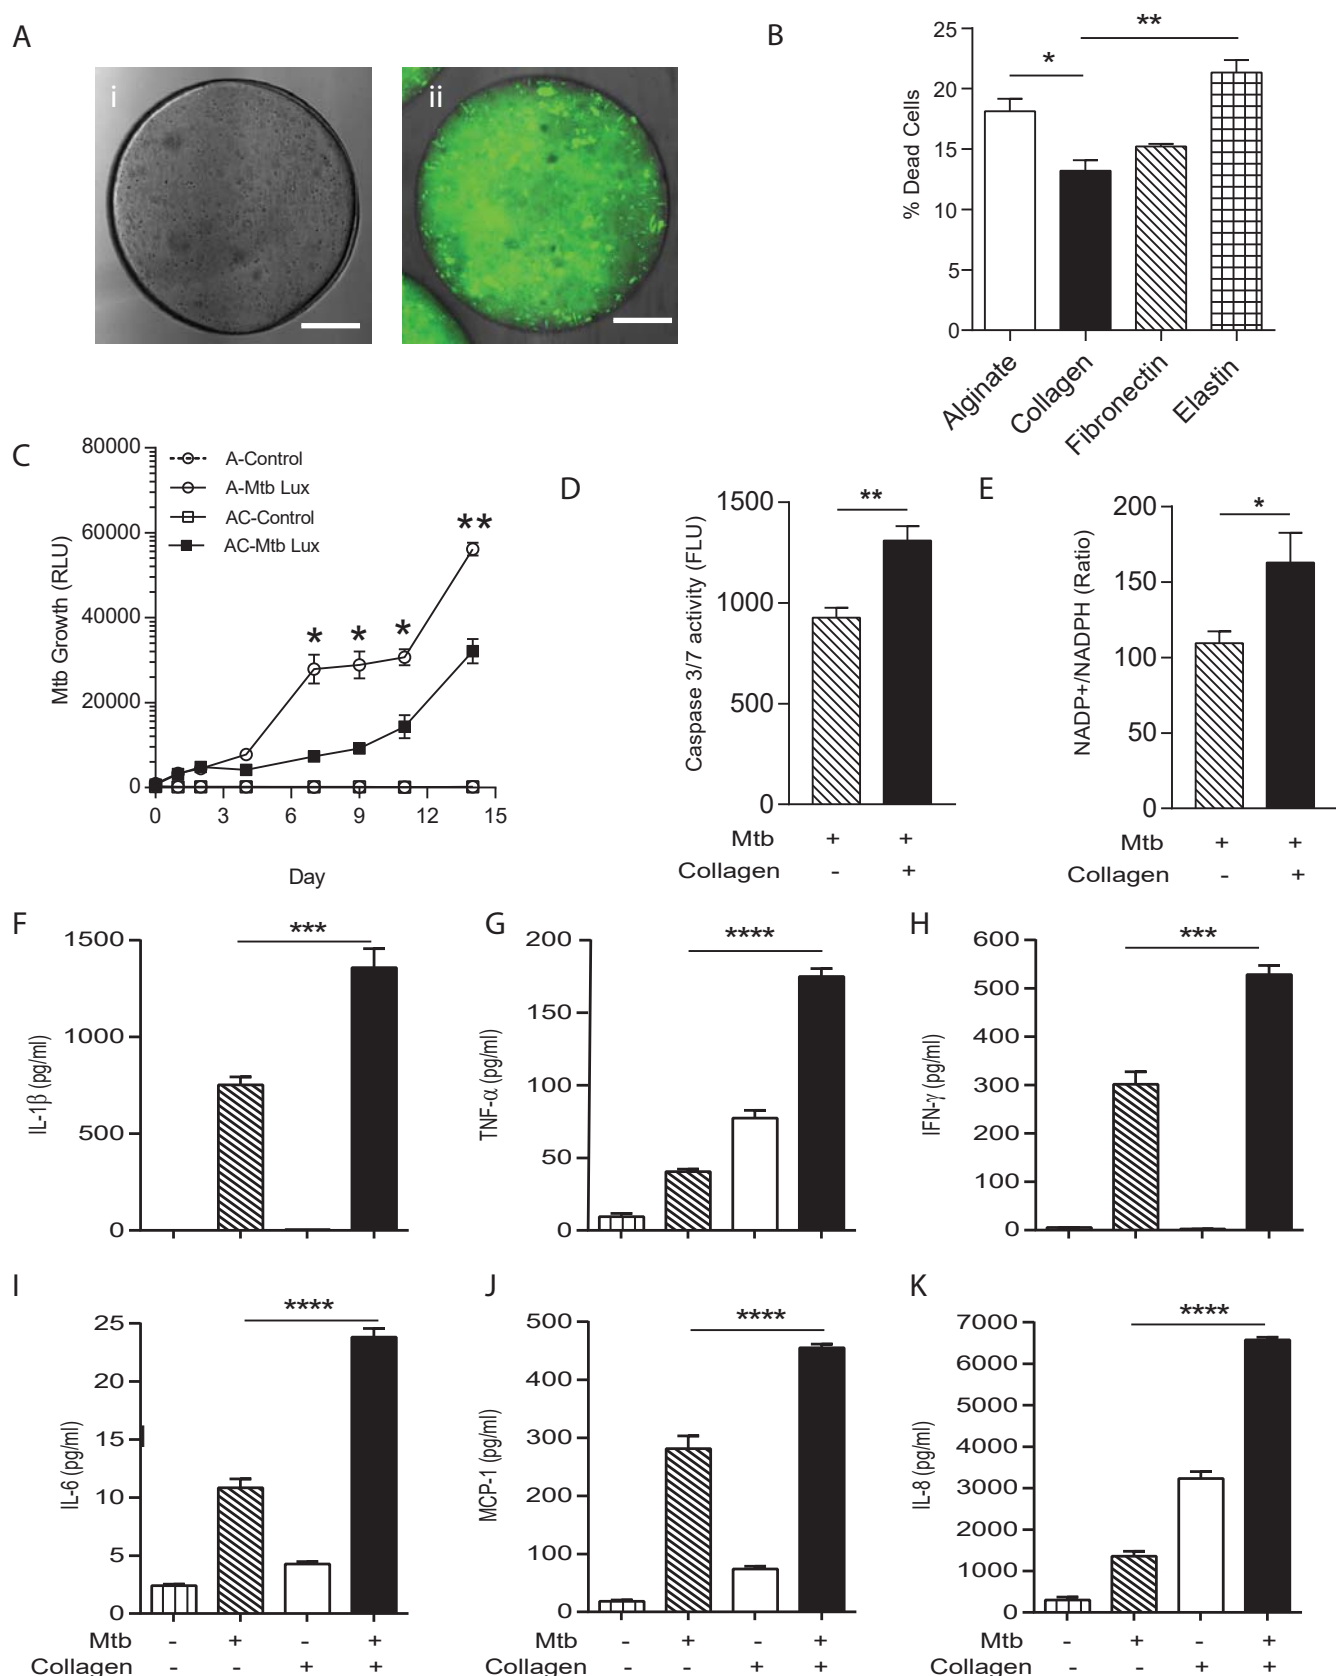 A
i
ii
B
% Dead Cells
25
20
15
10
5
0
*
**
Alginate
Collagen
Fibronectin
Elastin
C
Mtb Growth (RLU)
80000
60000
40000
20000
0
A-Control
A-Mtb Lux
AC-Control
AC-Mtb Lux
* * * **
0 3 6 9 12 15
Day
D
Caspase 3/7 activity (FLU)
1500
1000
500
0
**
Mtb + +
Collagen - +
E
NADP+/NADPH (Ratio)
200
150
100
50
0
*
Mtb + +
Collagen - +
F
IL-1β (pg/ml)
1500
1000
500
0
***
G
TNF-α (pg/ml)
200
150
100
50
0
****
H
IFN-γ (pg/ml)
600
500
400
300
200
100
0
***
I
IL-6 (pg/ml)
25
20
15
10
5
0
****
Mtb - + - +
Collagen - - + +
J
MCP-1 (pg/ml)
500
400
300
200
100
0
****
- + - +
- - + +
K
IL-8 (pg/ml)
7000
6000
5000
4000
3000
2000
1000
0
****
Mtb - + - +
Collagen - - + +